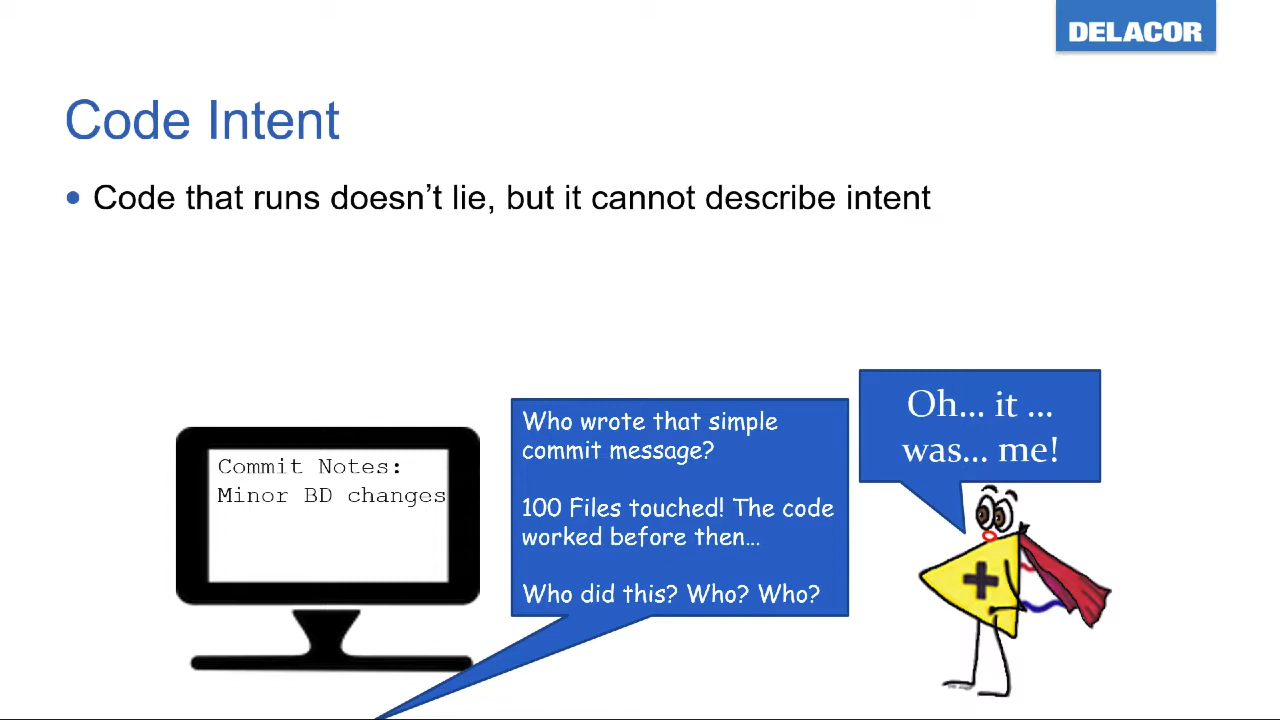 DELACOR
Code Intent
• Code that runs doesn’t lie, but it cannot describe intent
Commit Notes:
Minor BD changes
Who wrote that simple
commit message?
100 Files touched! The code
worked before then…
Who did this? Who? Who?
Oh… it …
was… me!